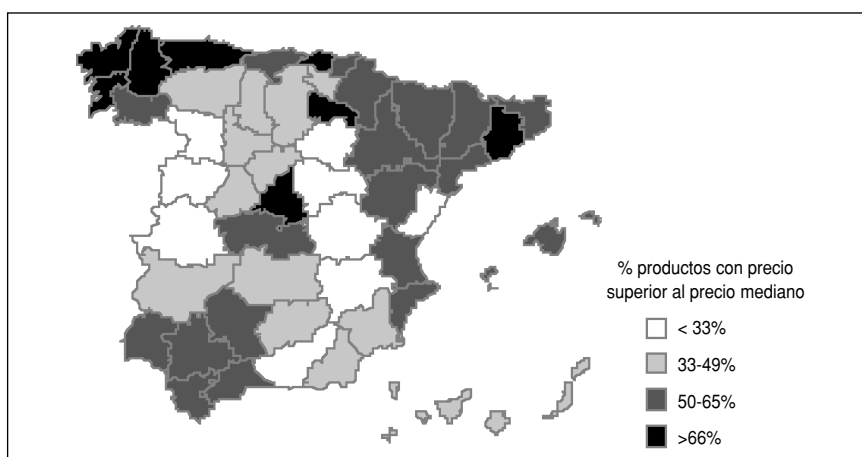 % productos con precio
superior al precio mediano
< 33%
33-49%
50-65%
>66%